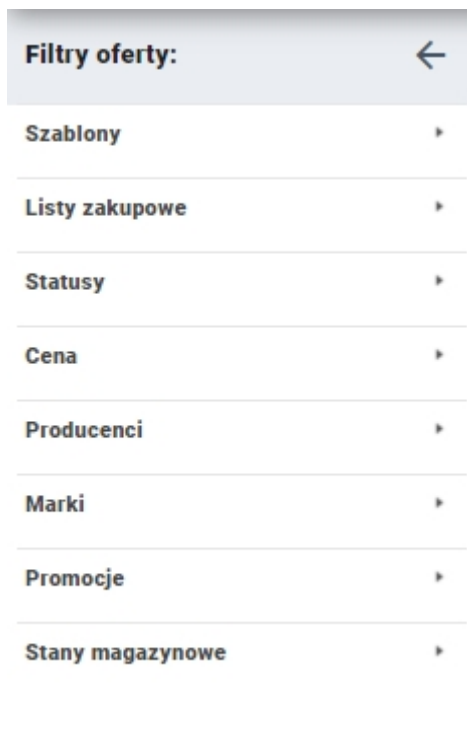 Filtry oferty:
Szablony
Listy zakupowe
Statusy
Cena
Producenci
Marki
Promocje
Stany magazynowe